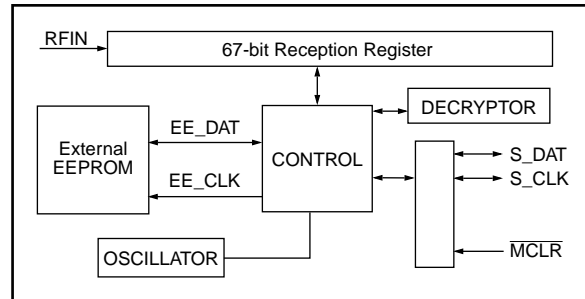 RFIN
67-bit Reception Register
DECRYPTOR
EE_DAT
External
EEPROM
CONTROL
EE_CLK
S_DAT
S_CLK
MCLR
OSCILLATOR